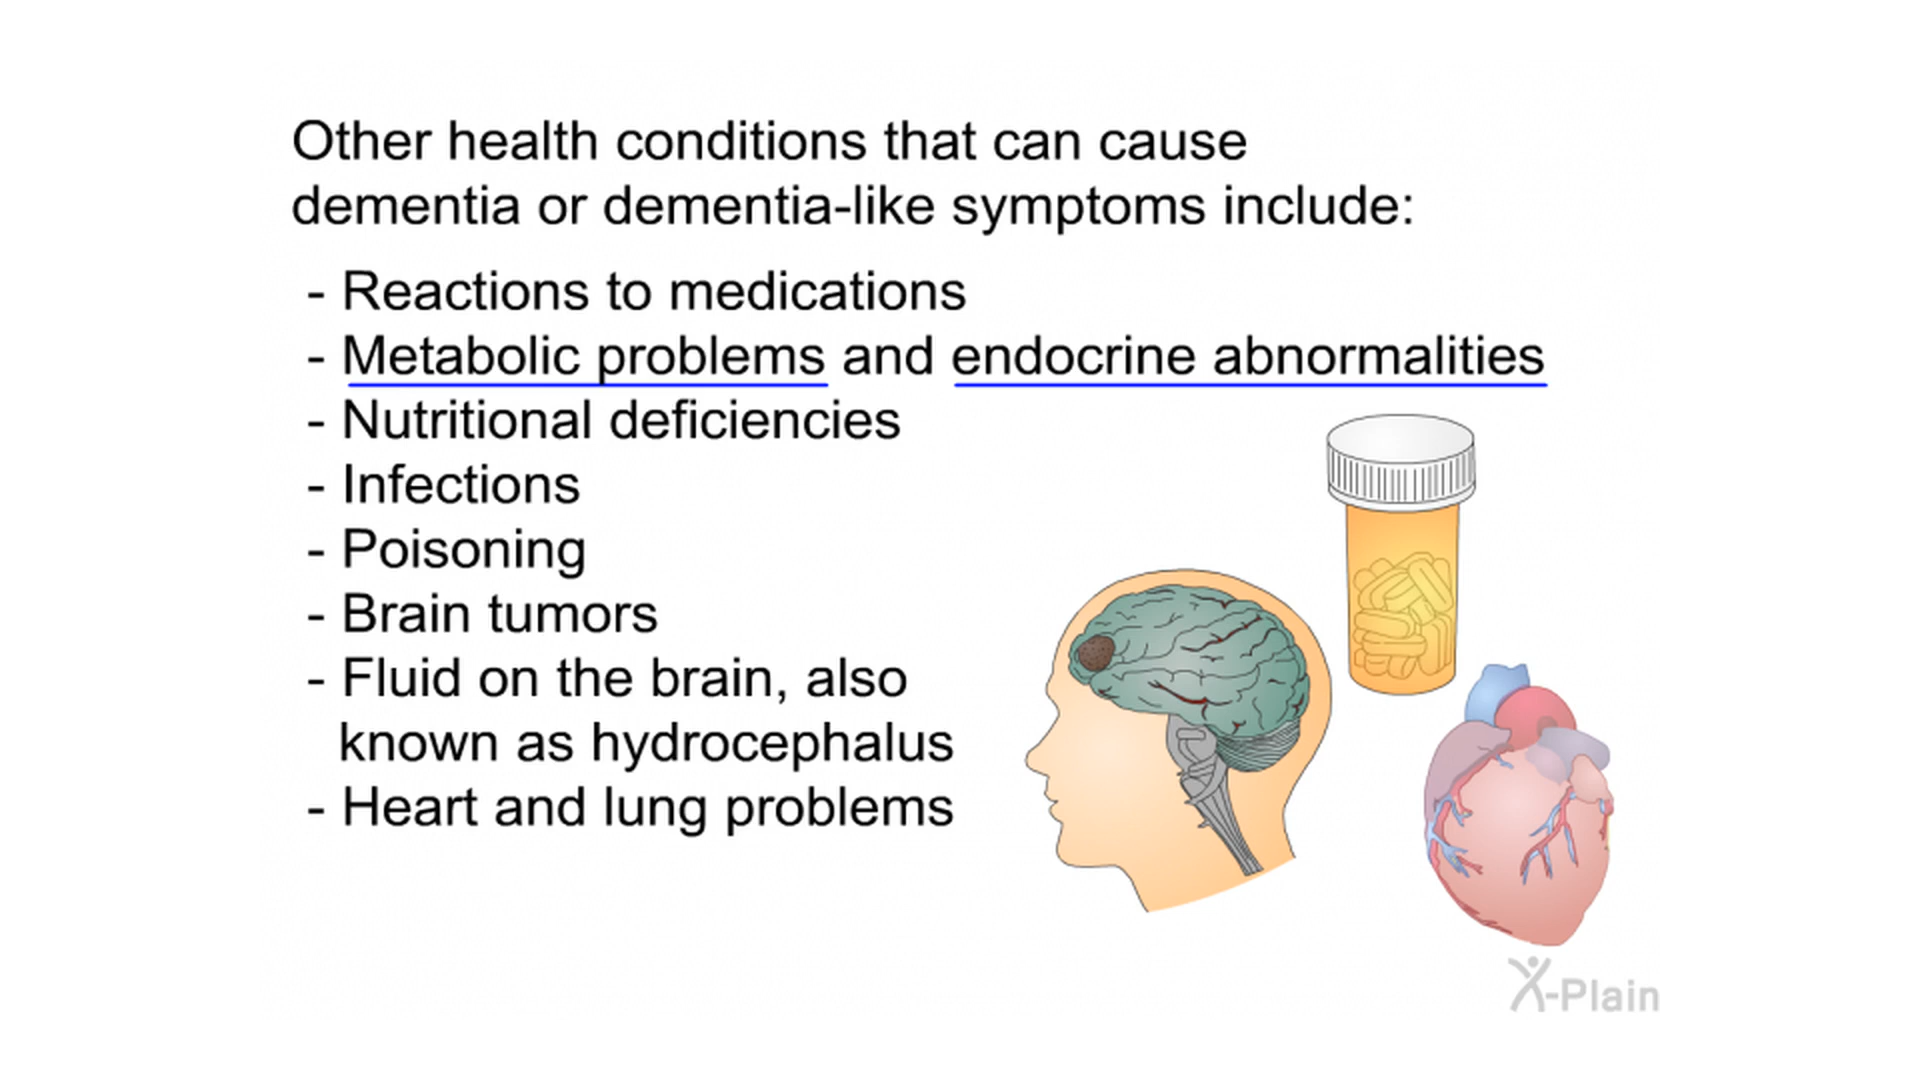 Other health conditions that can cause
dementia or dementia-like symptoms include:
- Reactions to medications
- Metabolic problems and endocrine abnormalities
- Nutritional deficiencies
- Infections
- Poisoning
- Brain tumors
- Fluid on the brain, also
known as hydrocephalus
- Heart and lung problems
X-Plain